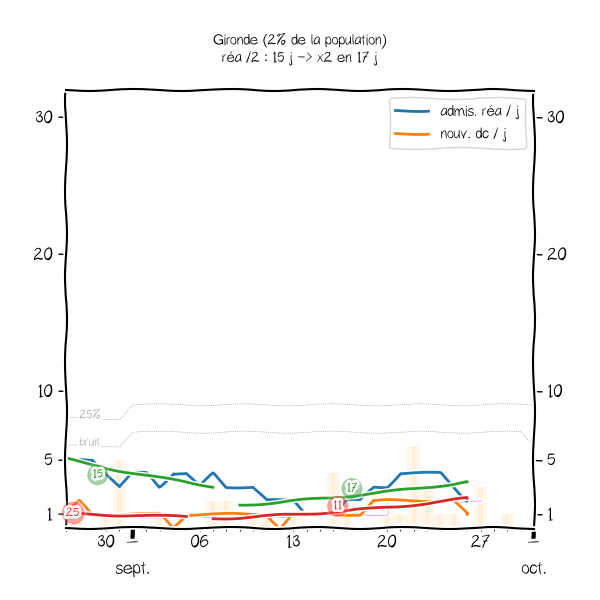 Gironde (2% de la population)
réa /2 : 15 j -> x2 en 17 j
admis. réa / j
nouv. dc / j
30
30
20
20
10
10
25%
bruit
5
5
15
17
25
11
1
1
30
06
13
20
27
sept.
oct.